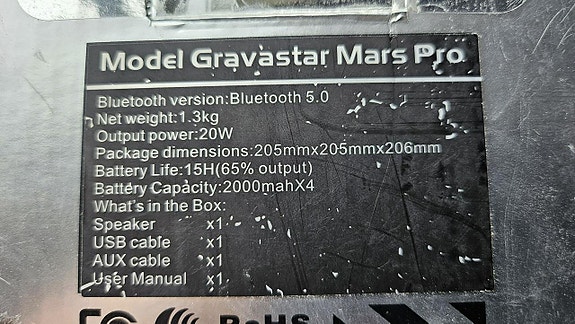 Model Gravastar Mars Pro
Bluetooth version:Bluetooth 5.0
Net weight:1.3kg
Output power:20W
Package dimensions:205mmx205mmx206mm
Battery Life:15H(65% output)
Battery Capacity:2000mahX4
What's in the Box:
Speaker x1
USB cable x1
AUX cable x1
User Manual x1
FC RoHS